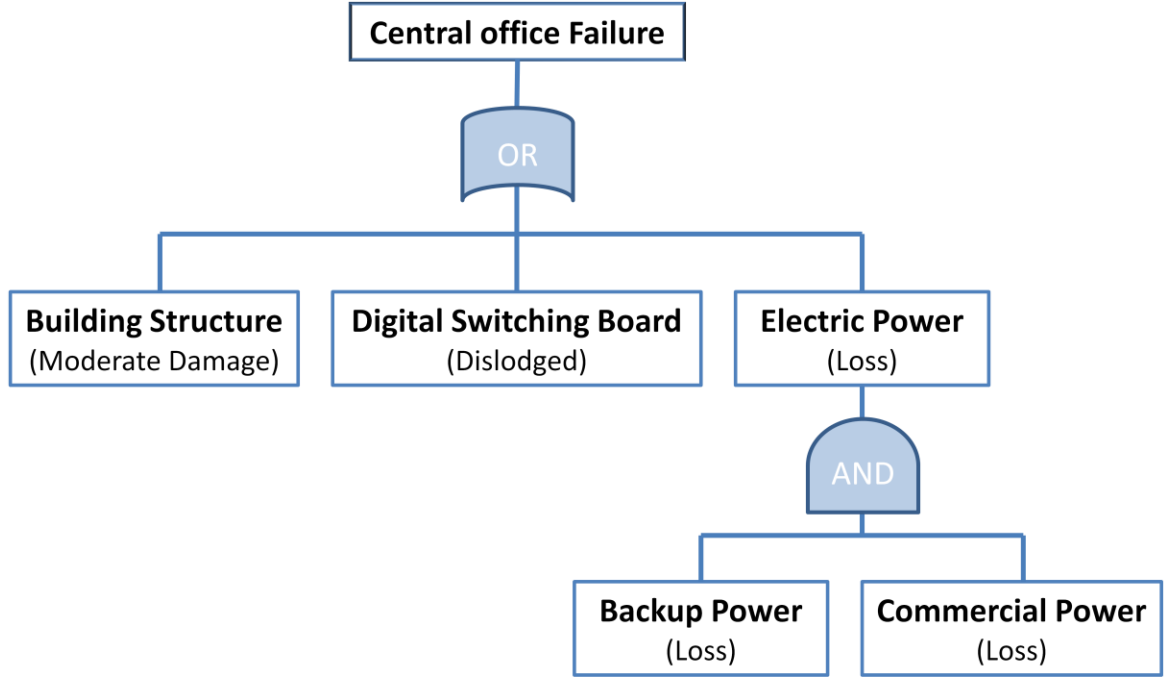 Central office Failure
OR
Building Structure
(Moderate Damage)
Digital Switching Board
(Dislodged)
Electric Power
(Loss)
AND
Backup Power
(Loss)
Commercial Power
(Loss)